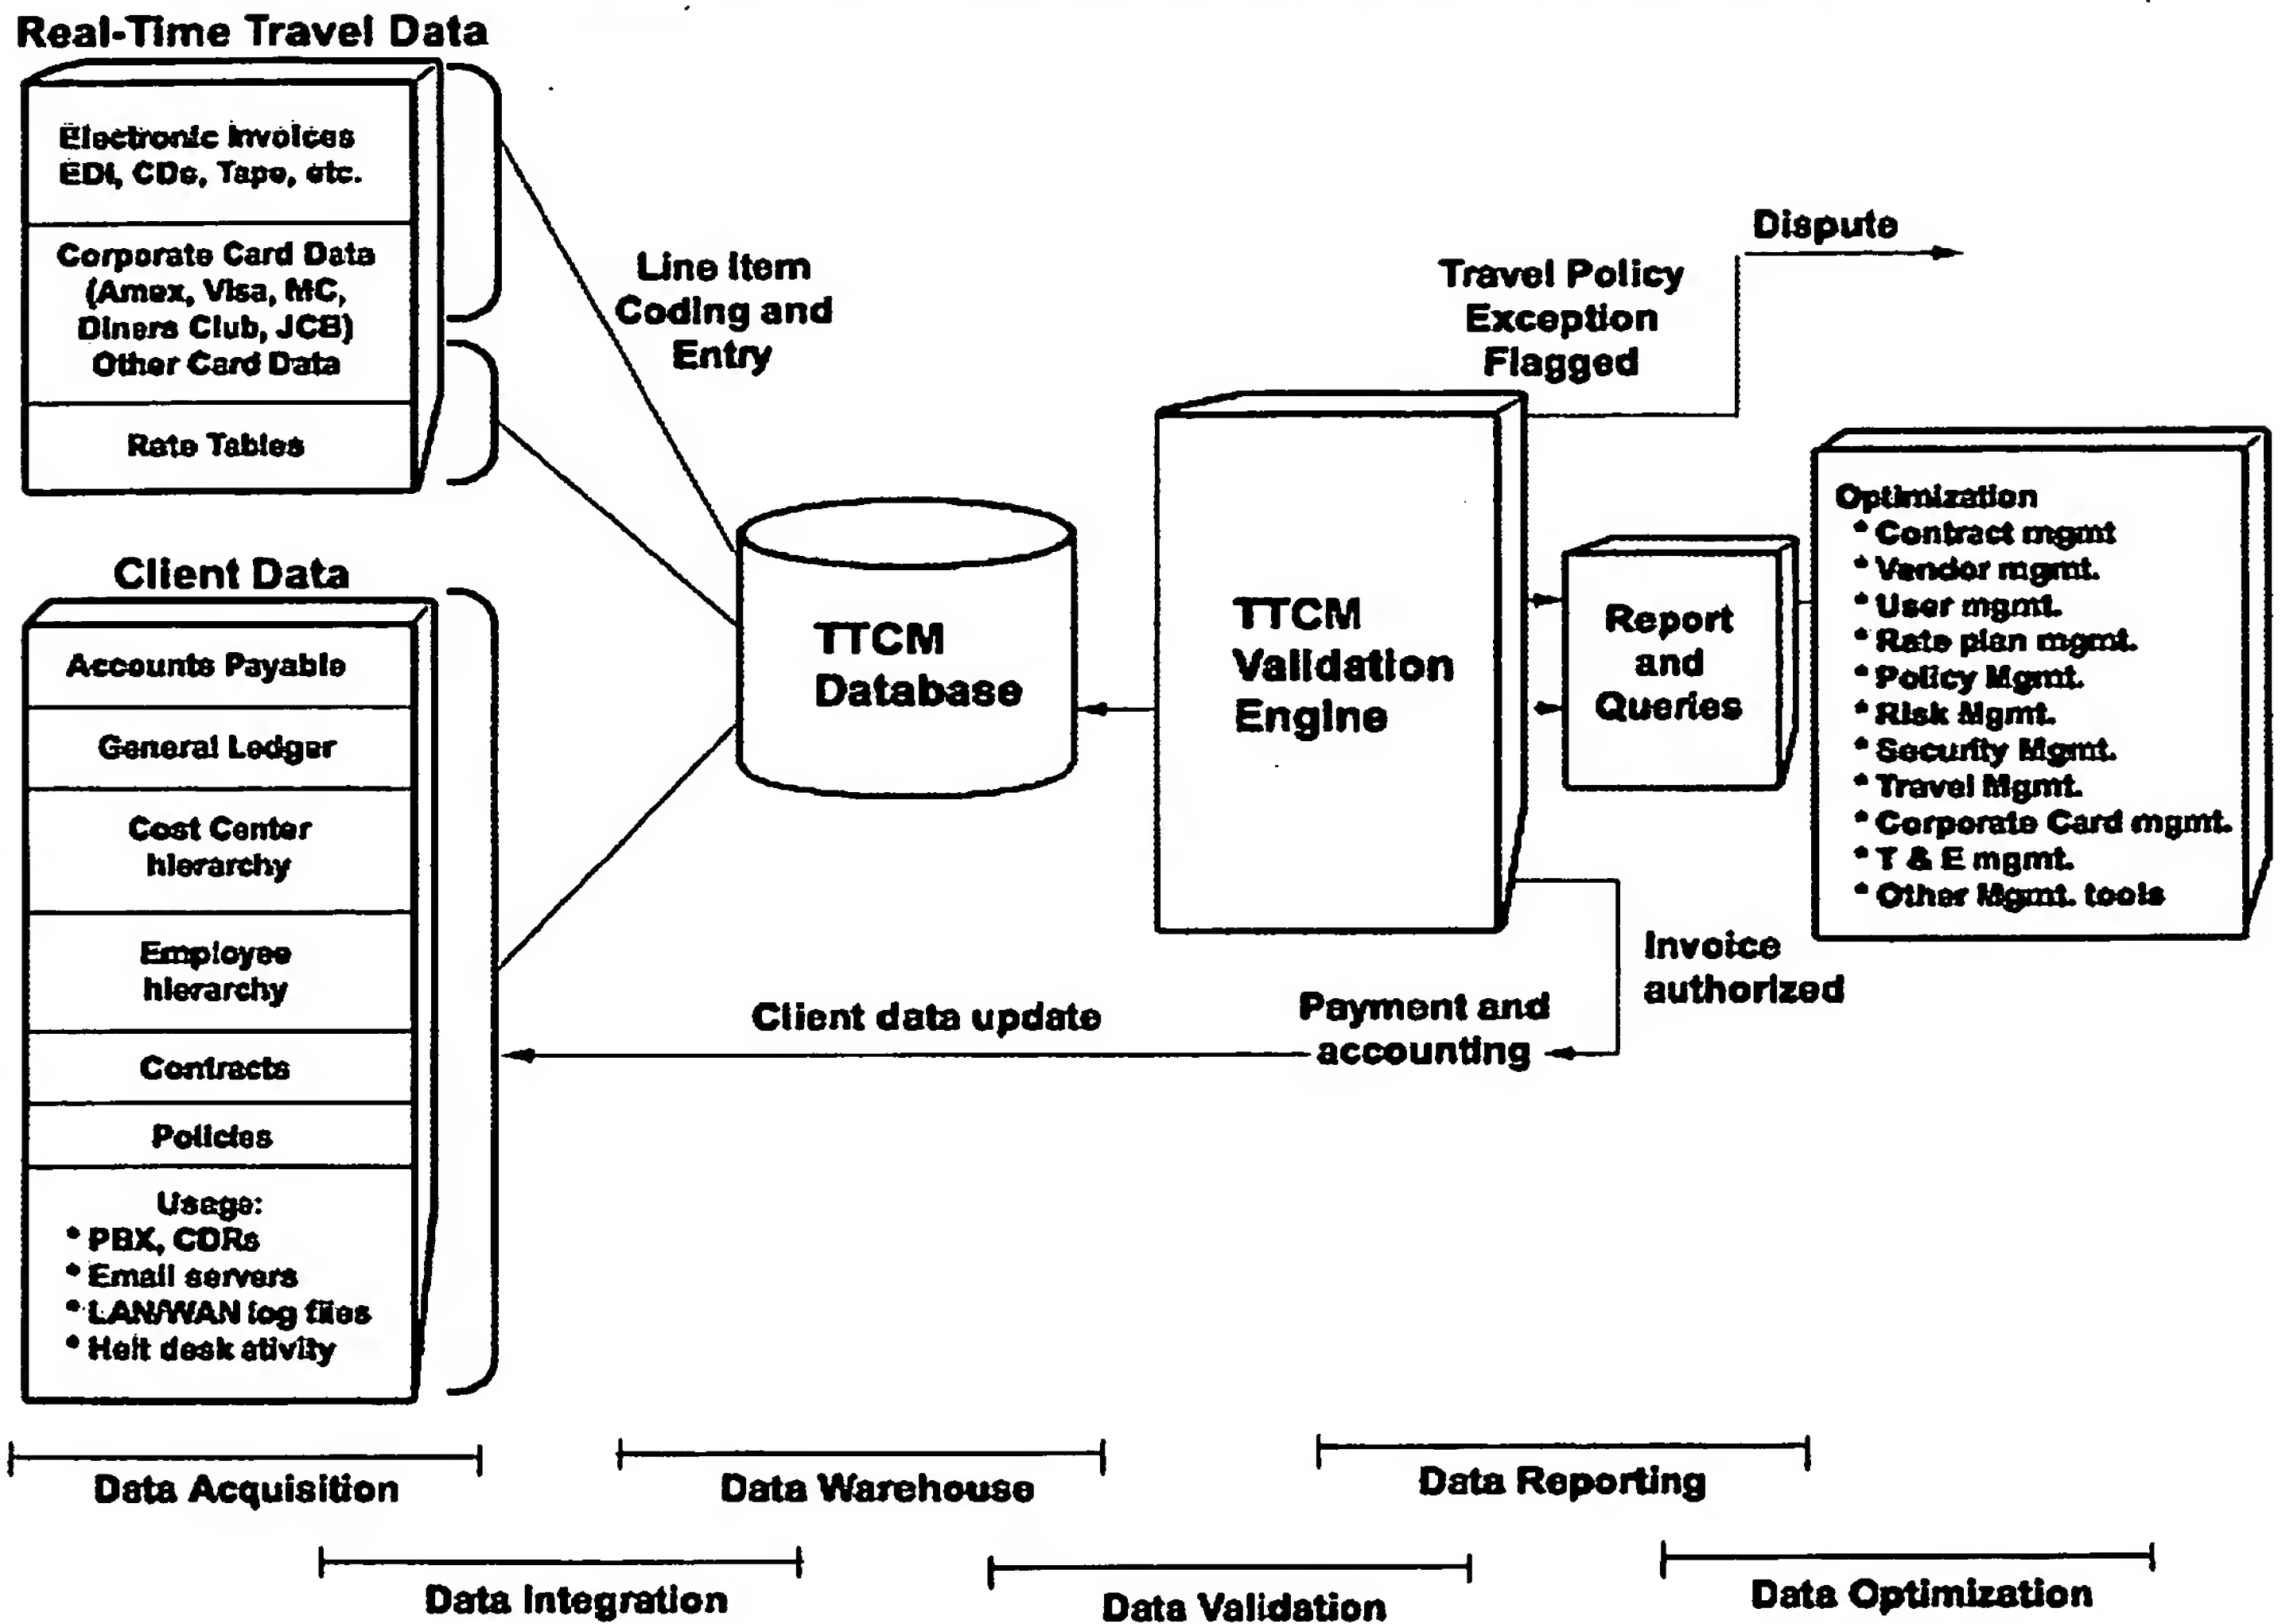 Real-Time Travel Data
Electronic Invoices
EDI, CDs, Tape, etc.
Corporate Card Data
(Amex, Visa, MC,
Diners Club, JCB)
Other Card Data
Rate Tables
Client Data
Accounts Payable
General Ledger
Cost Center
hierarchy
Employee
hierarchy
Contracts
Policies
Usage:
* PBX, CDRs
* Email servers
* LAN/WAN log files
* Helt desk ativity
Line Item
Coding and
Entry
TTCM
Database
TTCM
Validation
Engine
Travel Policy
Exception
Flagged
Dispute
Report
and
Queries
Optimization
* Contract mgmt
* Vendor mgmt.
* User mgmt.
* Rate plan mgmt.
* Policy Mgmt.
* Risk Mgmt.
* Security Mgmt.
* Travel Mgmt.
* Corporate Card mgmt.
* T & E mgmt.
* Other Mgmt. tools
Invoice
authorized
Payment and
accounting
Client data update
Data Acquisition
Data Warehouse
Data Reporting
Data Integration
Data Validation
Data Optimization